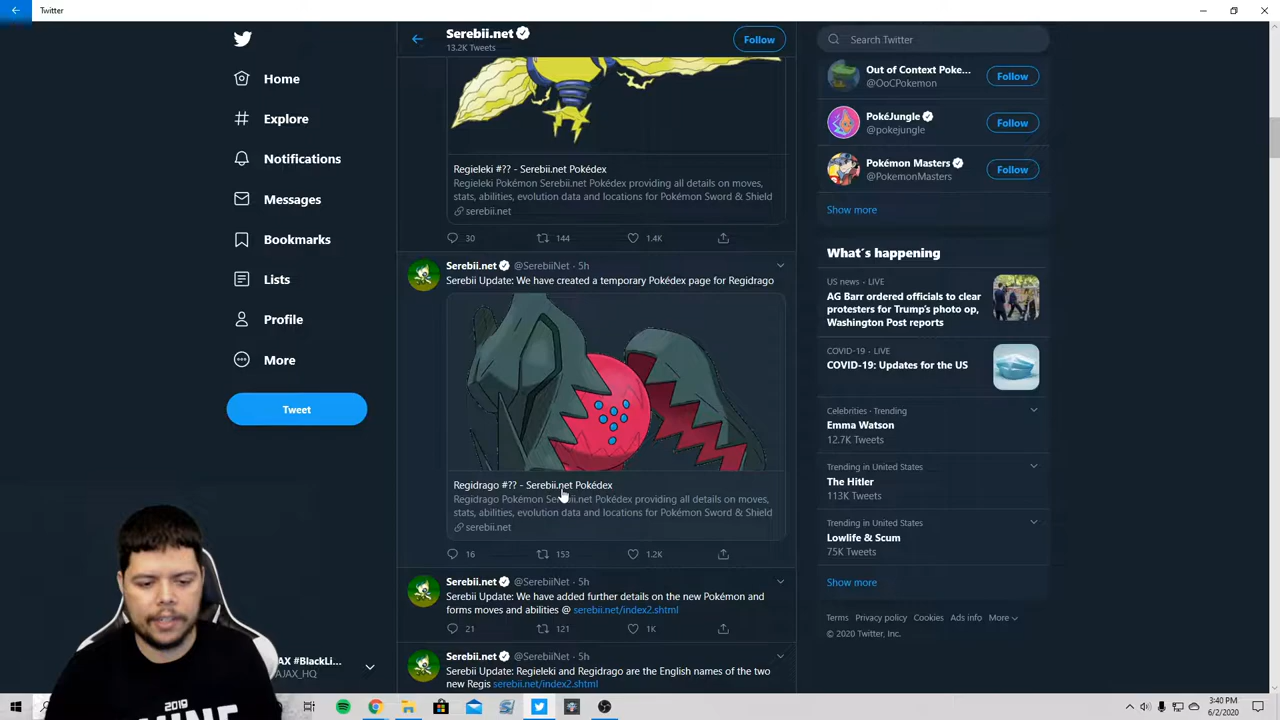 Twitter
Home
Explore
Notifications
Messages
Bookmarks
Lists
Profile
More
Tweet
AX #BlackLi...
AJAX_HQ
Serebii.net
13.2K Tweets
Follow
Regieleki #?? - Serebii.net Pokédex
Regieleki Pokémon Serebii.net Pokédex providing all details on moves,
stats, abilities, evolution data and locations for Pokémon Sword & Shield
serebii.net
30 144 1.4K
Serebii.net @SerebiiNet · 5h
Serebii Update: We have created a temporary Pokédex page for Regidrago
Regidrago #?? - Serebii.net Pokédex
Regidrago Pokémon Serebii.net Pokédex providing all details on moves,
stats, abilities, evolution data and locations for Pokémon Sword & Shield
serebii.net
16 153 1.2K
Serebii.net @SerebiiNet · 5h
Serebii Update: We have added further details on the new Pokémon and
forms moves and abilities @ serebii.net/index2.shtml
21 121 1K
Serebii.net @SerebiiNet · 5h
Serebii Update: Regieleki and Regidrago are the English names of the two
new Regis serebii.net/index2.shtml
Search Twitter
Out of Context Poke...
@OoCPokemon
Follow
PokéJungle
@pokejungle
Follow
Pokémon Masters
@PokemonMasters
Follow
Show more
What's happening
US news · LIVE
AG Barr ordered officials to clear
protesters for Trump's photo op,
Washington Post reports
COVID-19 · LIVE
COVID-19: Updates for the US
Celebrities · Trending
Emma Watson
12.7K Tweets
Trending in United States
The Hitler
113K Tweets
Trending in United States
Lowlife & Scum
75K Tweets
Show more
Terms Privacy policy Cookies Ads info More
© 2020 Twitter, Inc.
2019
3:40 PM
6/2/2020